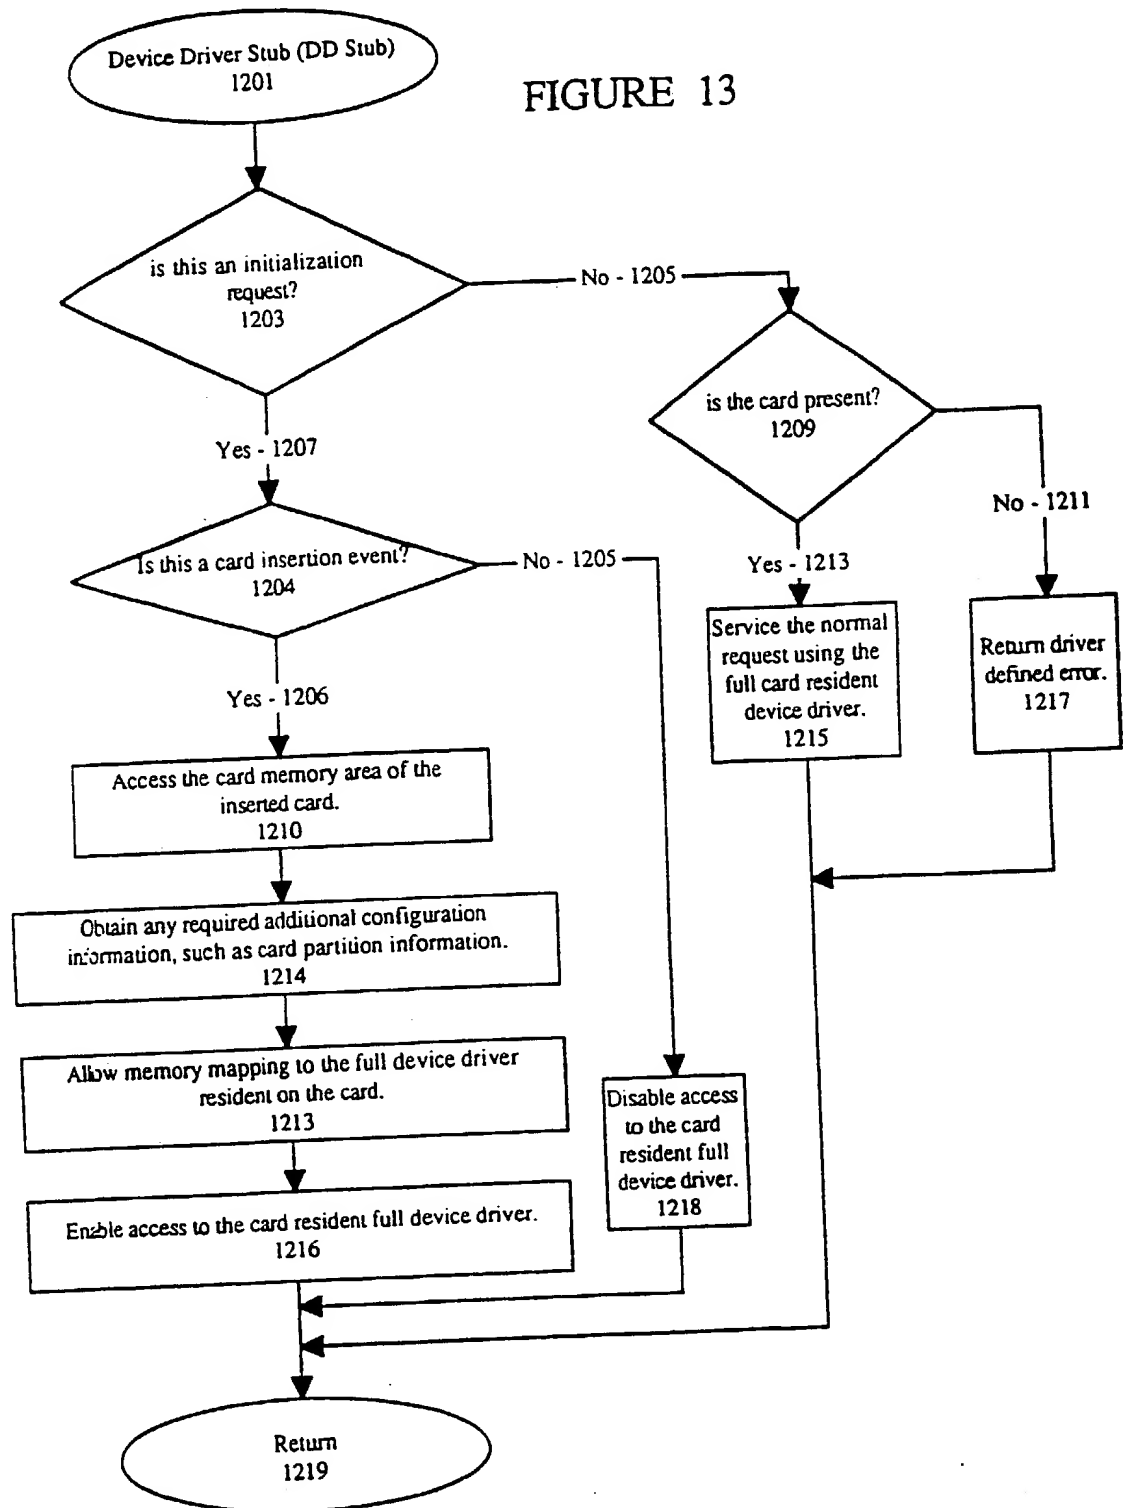 Device Driver Stub (DD Stub)
1201
FIGURE 13
is this an initialization
request?
1203
No - 1205
is the card present?
1209
Yes - 1207
No - 1211
Is this a card insertion event?
1204
No - 1205
Yes - 1213
Service the normal
request using the
full card resident
device driver.
1215
Return driver
defined error.
1217
Yes - 1206
Access the card memory area of the
inserted card.
1210
Obtain any required additional configuration
information, such as card partition information.
1214
Allow memory mapping to the full device driver
resident on the card.
1213
Disable access
to the card
resident full
device driver.
1218
Enable access to the card resident full device driver.
1216
Return
1219